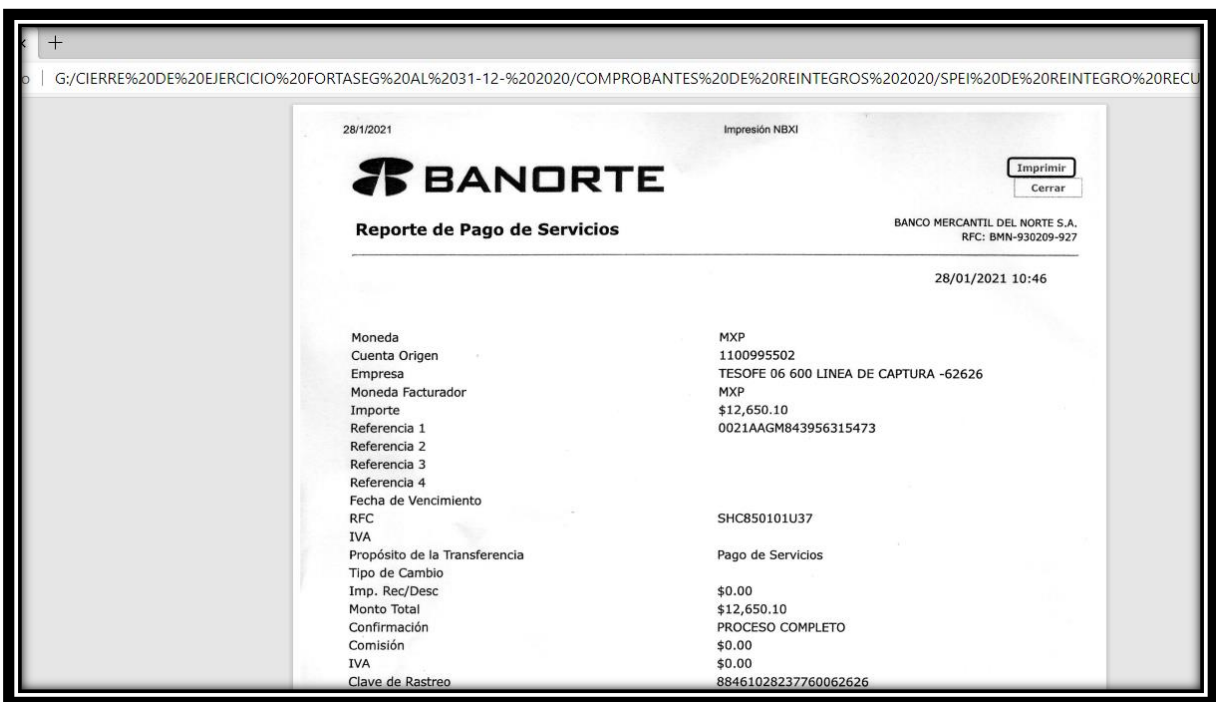 G:/CIERRE%20DE%20EJERCICIO%20FORTASEG%20AL%2031-12-%202020/COMPROBANTES%20DE%20REINTEGROS%202020/SPEI%20DE%20REINTEGRO%20RECU
28/1/2021 Impresión NBXI
BANORTE
Imprimir
Cerrar
Reporte de Pago de Servicios
BANCO MERCANTIL DEL NORTE S.A.
RFC: BMN-930209-927
28/01/2021 10:46
Moneda MXP
Cuenta Origen 1100995502
Empresa TESOFE 06 600 LINEA DE CAPTURA -62626
Moneda Facturador MXP
Importe $12,650.10
Referencia 1 0021AAGM843956315473
Referencia 2
Referencia 3
Referencia 4
Fecha de Vencimiento
RFC SHC850101U37
IVA
Propósito de la Transferencia Pago de Servicios
Tipo de Cambio
Imp. Rec/Desc $0.00
Monto Total $12,650.10
Confirmación PROCESO COMPLETO
Comisión $0.00
IVA $0.00
Clave de Rastreo 88461028237760062626